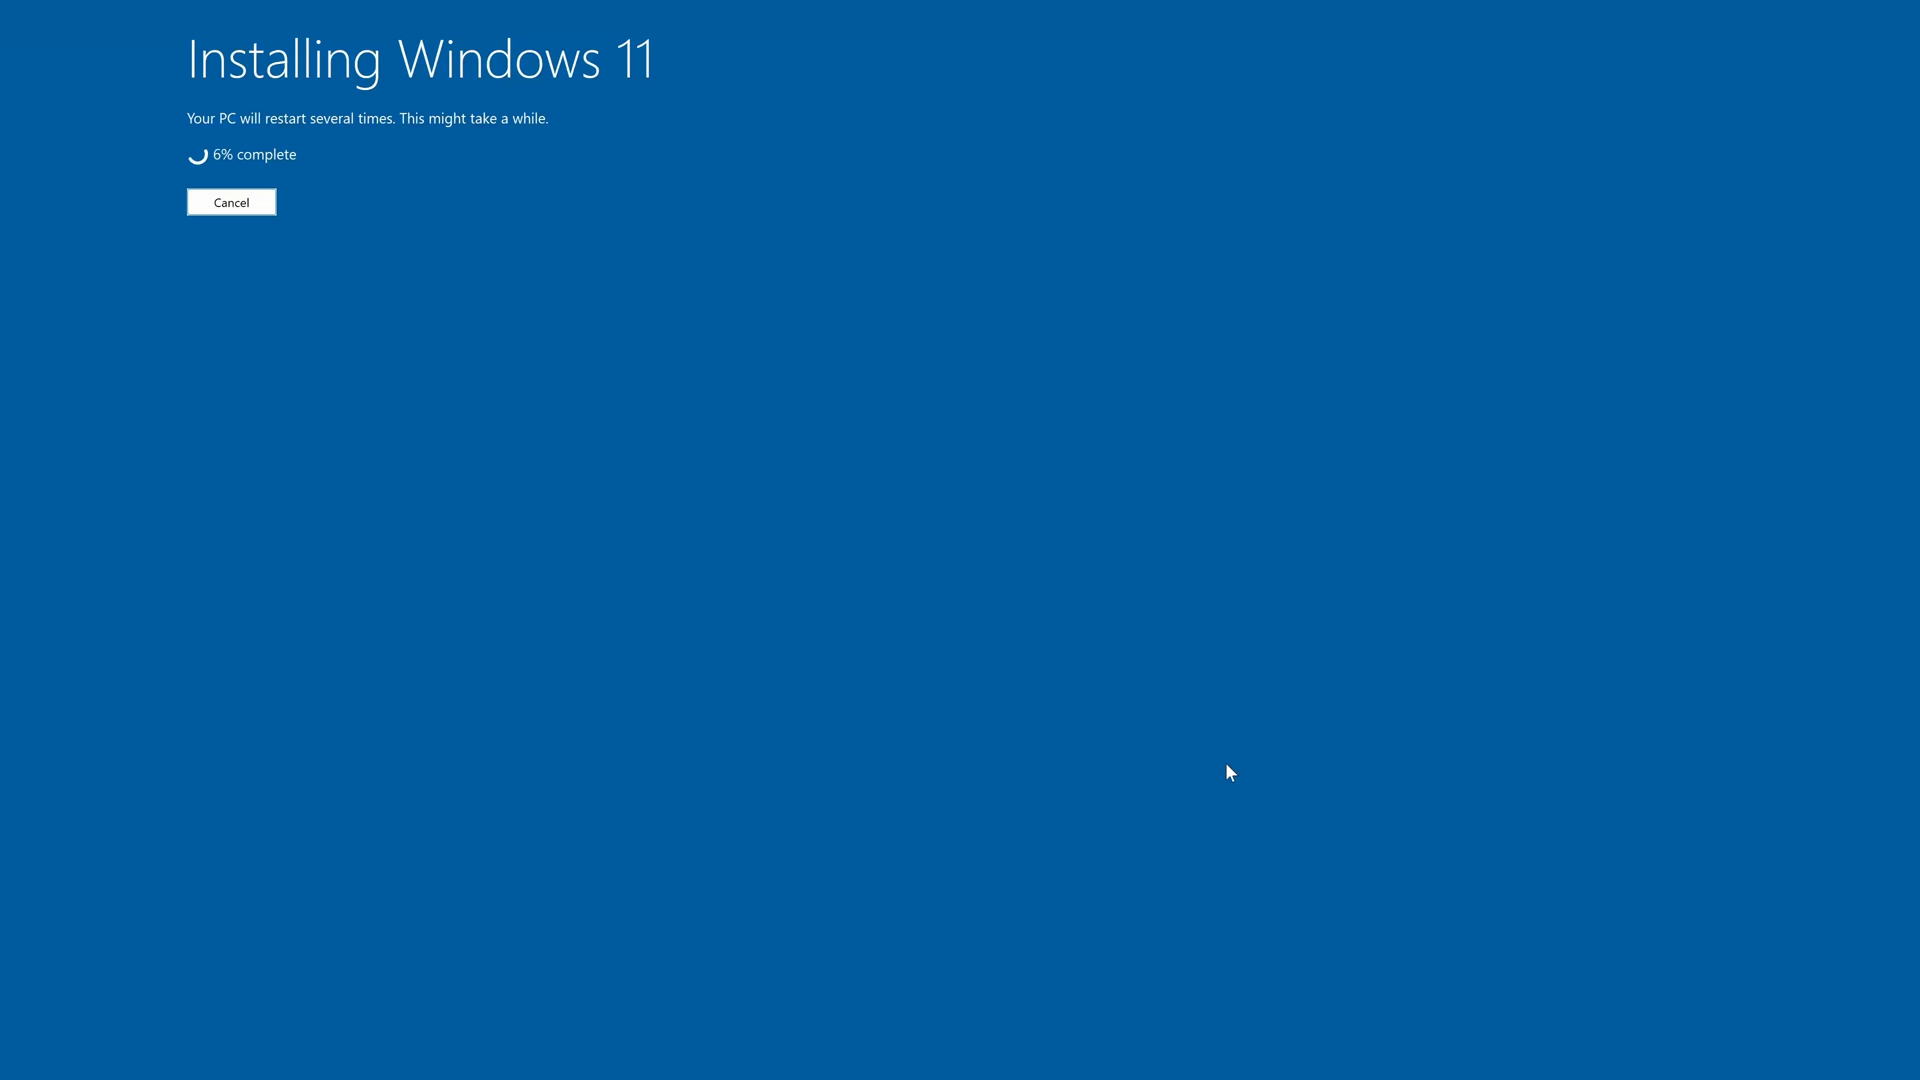 Installing Windows 11
Your PC will restart several times. This might take a while.
6% complete
Cancel